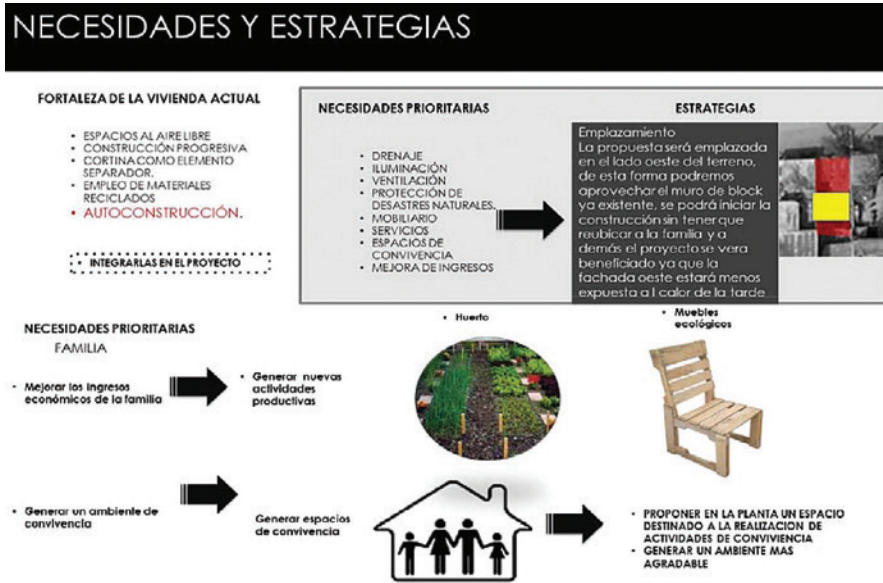 NECESIDADES Y ESTRATEGIAS
FORTALEZA DE LA VIVIENDA ACTUAL
• ESPACIOS AL AIRE LIBRE
• CONSTRUCCIÓN PROGRESIVA
• CORTINA COMO ELEMENTO
SEPARADOR.
• EMPLEO DE MATERIALES
RECICLADOS
• AUTOCONSTRUCCIÓN.
• INTEGRARLAS EN EL PROYECTO
NECESIDADES PRIORITARIAS
• DRENAJE
• ILUMINACIÓN
• VENTILACIÓN
• PROTECCIÓN DE
DESASTRES NATURALES.
• MOBILIARIO
• SERVICIOS
• ESPACIOS DE
CONVIVENCIA
• MEJORA DE INGRESOS
ESTRATEGIAS
Emplazamiento
La propuesta será emplazada
en el lado oeste del terreno,
de esta forma podremos
aprovechar el muro de block
ya existente, se podrá iniciar la
construcción sin tener que
reubicar a la familia y a
demás el proyecto se vera
beneficiado ya que la
fachada oeste estará menos
expuesta a l calor de la tarde
NECESIDADES PRIORITARIAS
FAMILIA
• Mejorar los ingresos
económicos de la familia
• Generar nuevas
actividades
productivas
• Huerto
• Muebles
ecológicos
• Generar un ambiente de
convivencia
Generar espacios
de convivencia
• PROPONER EN LA PLANTA UN ESPACIO
DESTINADO A LA REALIZACION DE
ACTIVIDADES DE CONVIVIENCIA
• GENERAR UN AMBIENTE MAS
AGRADABLE